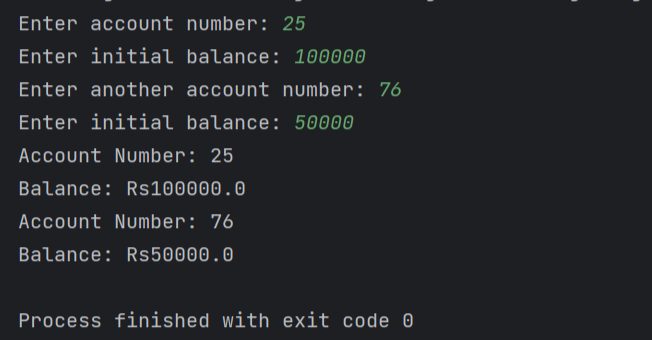 Enter account number: 25
Enter initial balance: 100000
Enter another account number: 76
Enter initial balance: 50000
Account Number: 25
Balance: Rs100000.0
Account Number: 76
Balance: Rs50000.0
Process finished with exit code 0